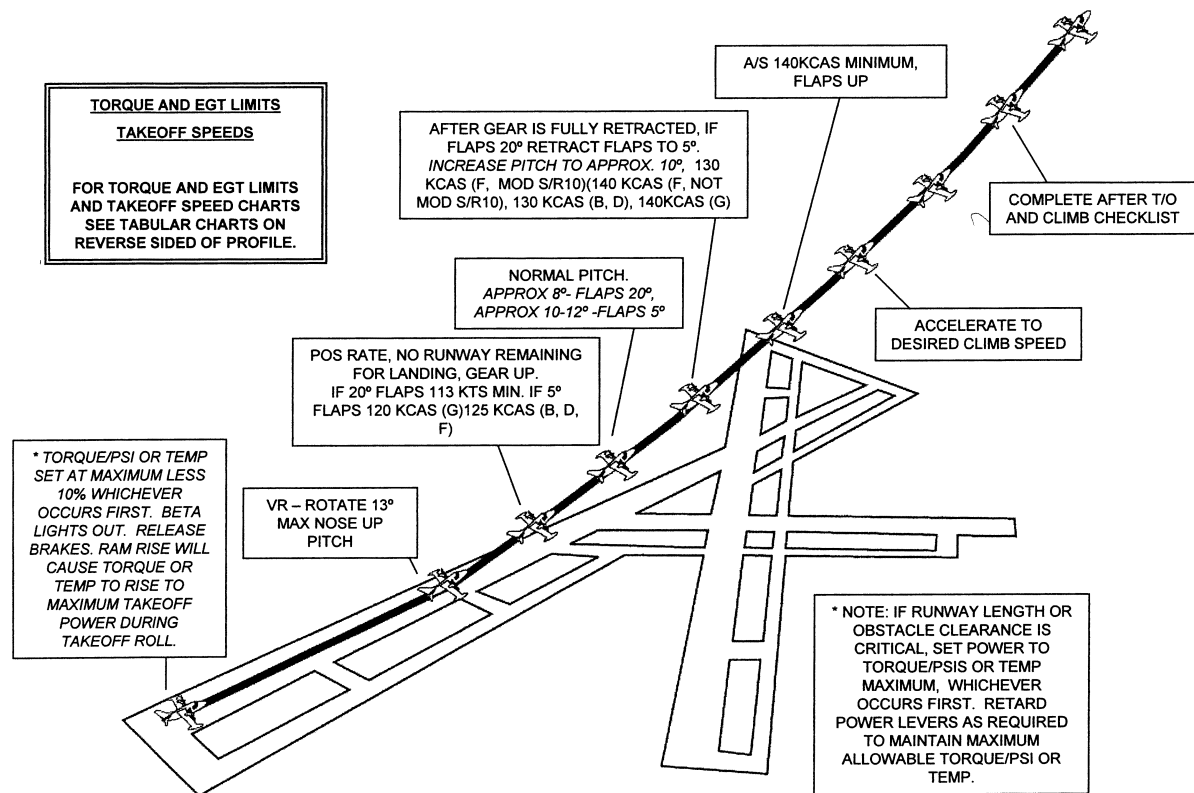 TORQUE AND EGT LIMITS
TAKEOFF SPEEDS
FOR TORQUE AND EGT LIMITS
AND TAKEOFF SPEED CHARTS
SEE TABULAR CHARTS ON
REVERSE SIDED OF PROFILE.
A/S 140KCAS MINIMUM,
FLAPS UP
AFTER GEAR IS FULLY RETRACTED, IF
FLAPS 20º RETRACT FLAPS TO 5º.
INCREASE PITCH TO APPROX. 10º, 130
KCAS (F, MOD S/R10)(140 KCAS (F, NOT
MOD S/R10), 130 KCAS (B, D), 140KCAS (G)
COMPLETE AFTER T/O
AND CLIMB CHECKLIST
NORMAL PITCH.
APPROX 8º- FLAPS 20º,
APPROX 10-12º -FLAPS 5º
ACCELERATE TO
DESIRED CLIMB SPEED
POS RATE, NO RUNWAY REMAINING
FOR LANDING, GEAR UP.
IF 20º FLAPS 113 KTS MIN. IF 5º
FLAPS 120 KCAS (G)125 KCAS (B, D,
F)
* TORQUE/PSI OR TEMP
SET AT MAXIMUM LESS
10% WHICHEVER
OCCURS FIRST. BETA
LIGHTS OUT. RELEASE
BRAKES. RAM RISE WILL
CAUSE TORQUE OR
TEMP TO RISE TO
MAXIMUM TAKEOFF
POWER DURING
TAKEOFF ROLL.
VR – ROTATE 13º
MAX NOSE UP
PITCH
* NOTE: IF RUNWAY LENGTH OR
OBSTACLE CLEARANCE IS
CRITICAL, SET POWER TO
TORQUE/PSIS OR TEMP
MAXIMUM, WHICHEVER
OCCURS FIRST. RETARD
POWER LEVERS AS REQUIRED
TO MAINTAIN MAXIMUM
ALLOWABLE TORQUE/PSI OR
TEMP.